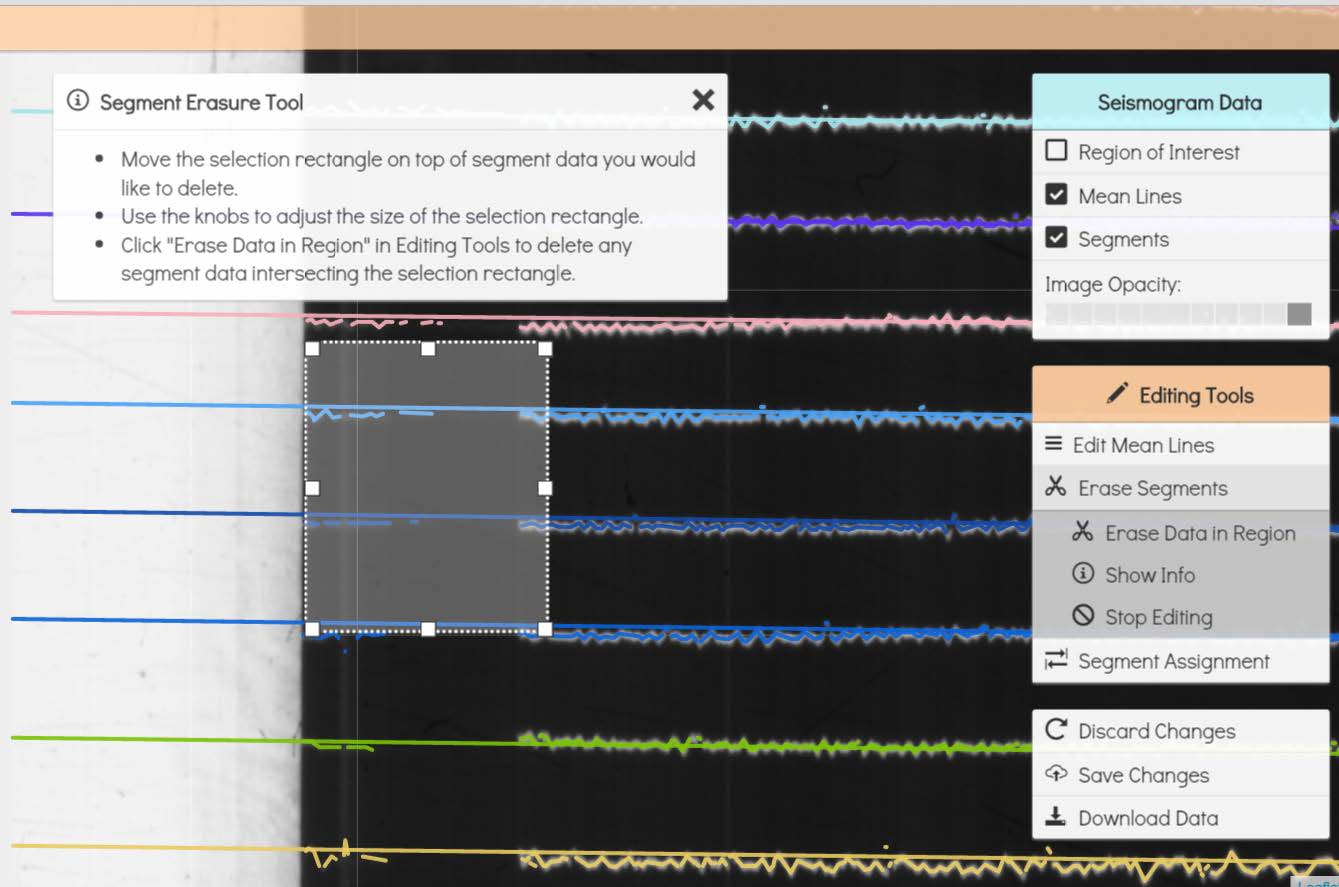 Segment Erasure Tool
Move the selection rectangle on top of segment data you would
like to delete.
Use the knobs to adjust the size of the selection rectangle.
Click "Erase Data in Region" in Editing Tools to delete any
segment data intersecting the selection rectangle.
Seismogram Data
Region of Interest
Mean Lines
Segments
Image Opacity:
Editing Tools
Edit Mean Lines
Erase Segments
Erase Data in Region
Show Info
Stop Editing
Segment Assignment
Discard Changes
Save Changes
Download Data